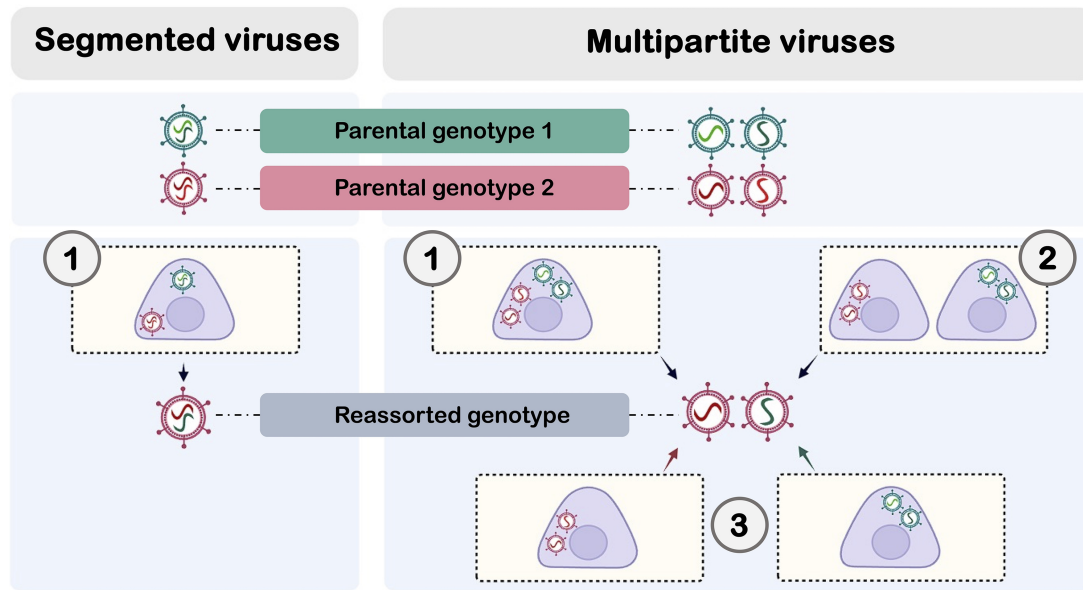 Segmented viruses
Multipartite viruses
Parental genotype 1
Parental genotype 2
1
1
2
Reassorted genotype
3